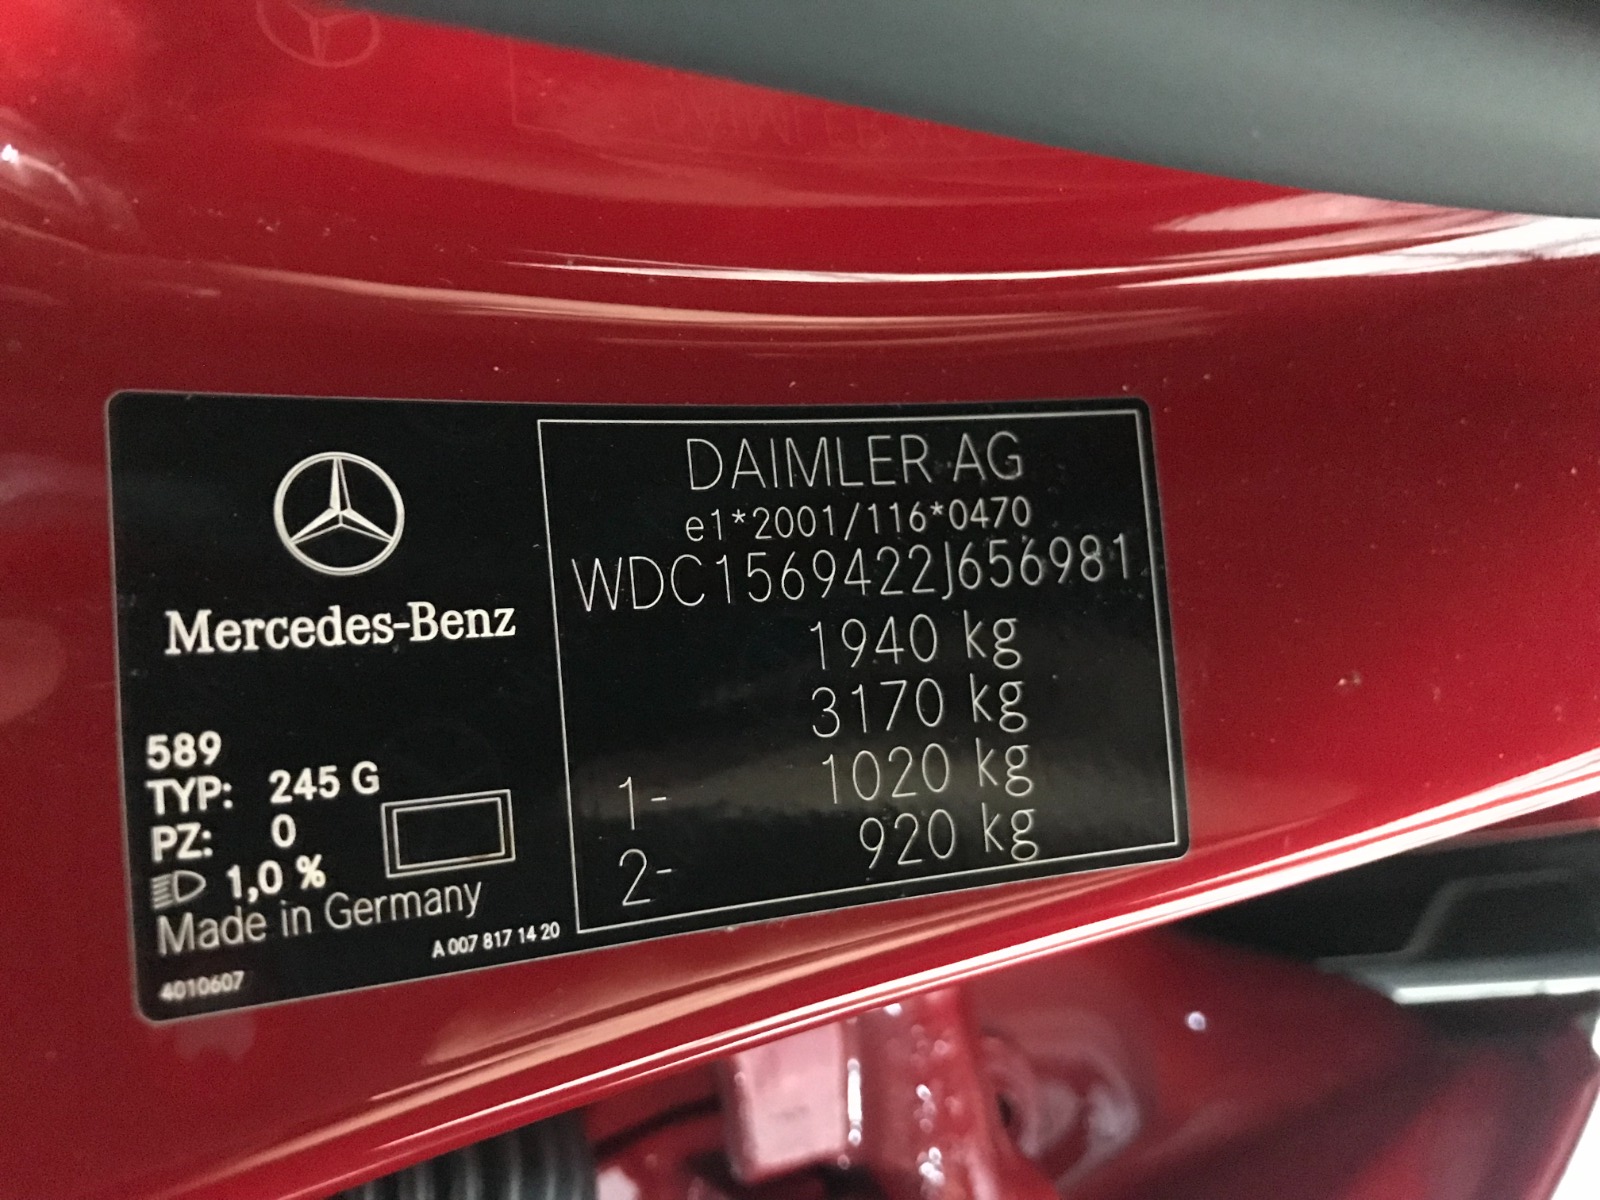 Mercedes-Benz
589
TYP: 245 G
PZ: 0
1,0 %
Made in Germany
A 007 817 14 20
4010607
DAIMLER AG
e1*2001/116*0470
WDC1569422J656981
1940 kg
3170 kg
1- 1020 kg
2- 920 kg